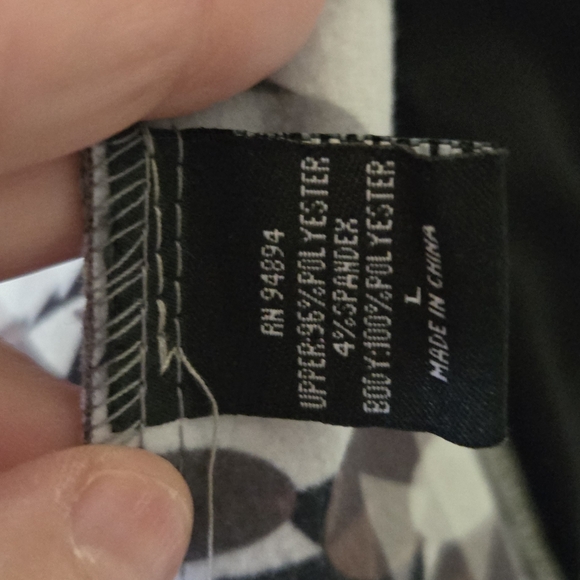 RN 94894
UPPER:96%POLYESTER
4%SPANDEX
BODY:100%POLYESTER
L
MADE IN CHINA